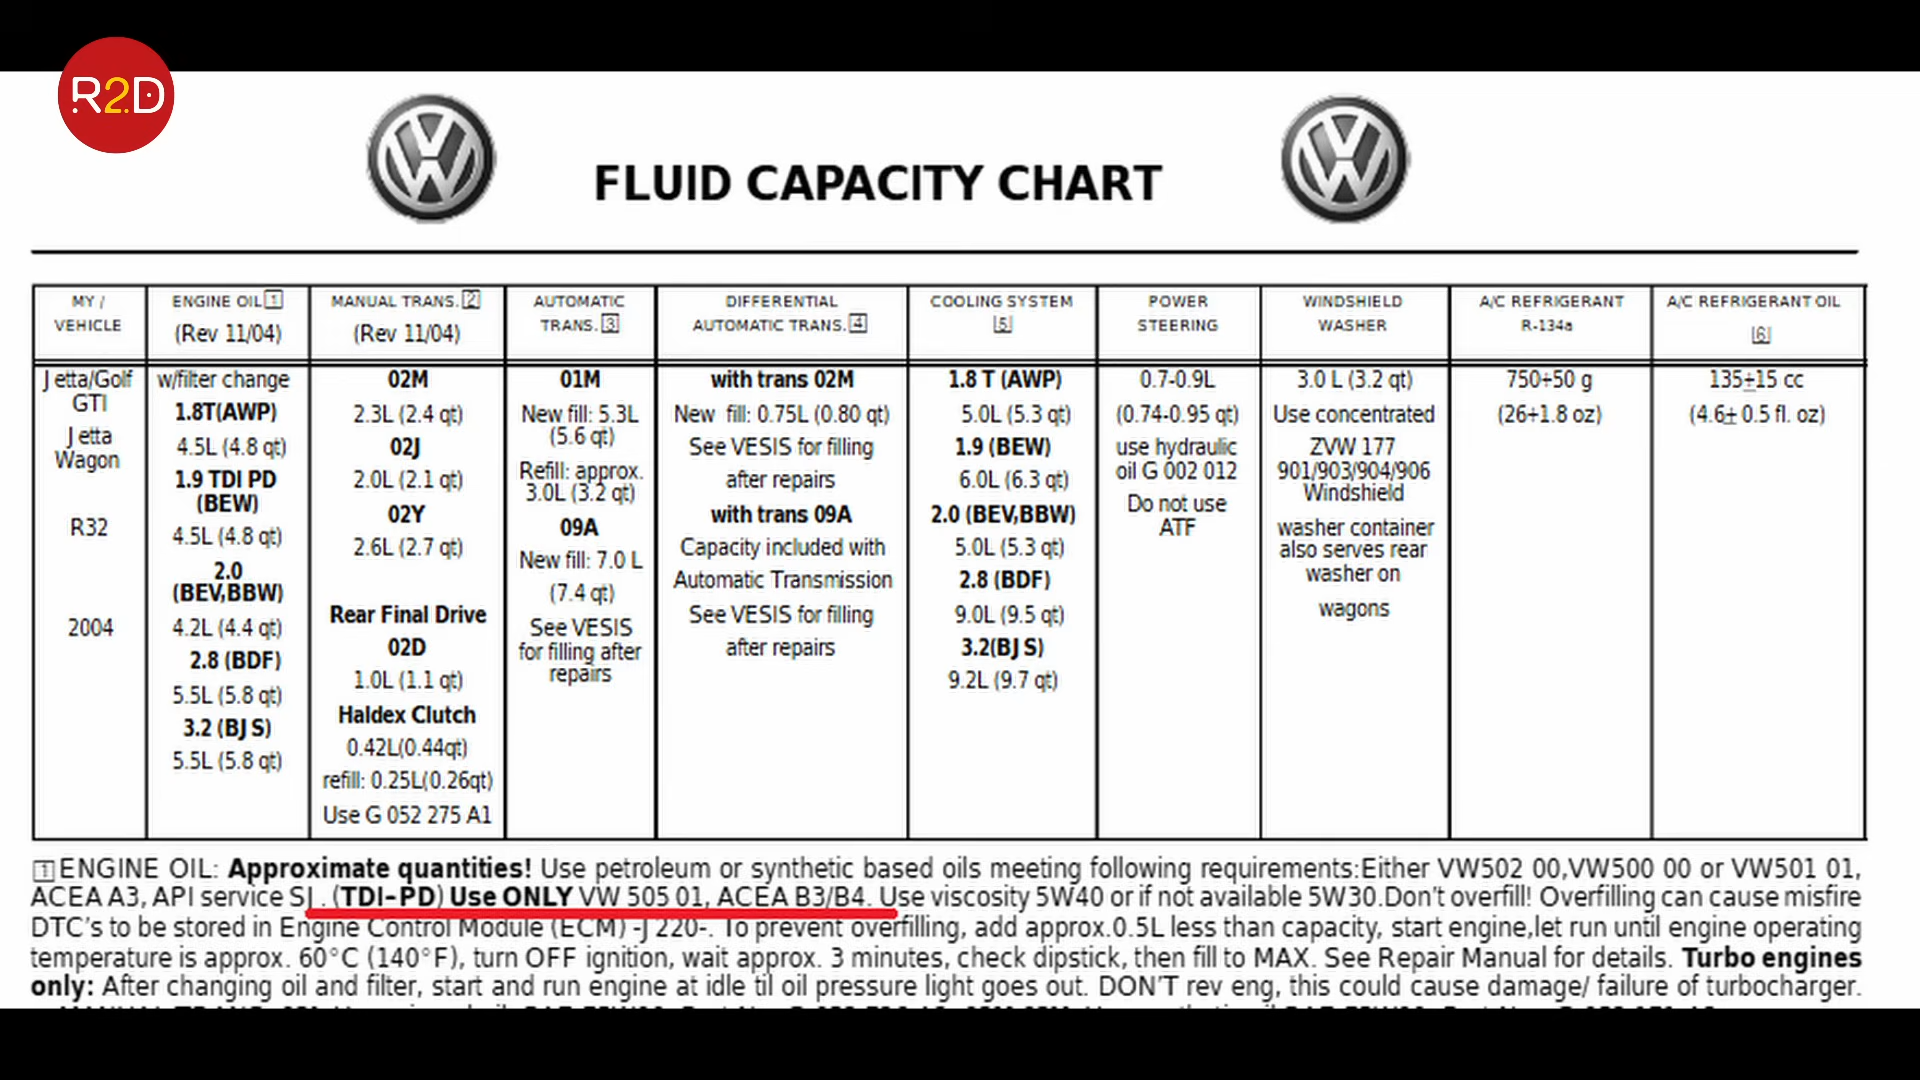 R2D
FLUID CAPACITY CHART
MY /
VEHICLE
ENGINE OIL 1
(Rev 11/04)
MANUAL TRANS. 2
(Rev 11/04)
AUTOMATIC
TRANS. 3
DIFFERENTIAL
AUTOMATIC TRANS. 4
COOLING SYSTEM
5
POWER
STEERING
WINDSHIELD
WASHER
A/C REFRIGERANT
R-134a
A/C REFRIGERANT OIL
6
Jetta/Golf
GTI
Jetta
Wagon
R32
2004
w/filter change
1.8T(AWP)
4.5L (4.8 qt)
1.9 TDI PD
(BEW)
4.5L (4.8 qt)
2.0
(BEV,BBW)
4.2L (4.4 qt)
2.8 (BDF)
5.5L (5.8 qt)
3.2 (BJS)
5.5L (5.8 qt)
02M
2.3L (2.4 qt)
02J
2.0L (2.1 qt)
02Y
2.6L (2.7 qt)
Rear Final Drive
02D
1.0L (1.1 qt)
Haldex Clutch
0.42L(0.44qt)
refill: 0.25L(0.26qt)
Use G 052 275 A1
01M
New fill: 5.3L
(5.6 qt)
Refill: approx.
3.0L (3.2 qt)
09A
New fill: 7.0 L
(7.4 qt)
See VESIS
for filling after
repairs
with trans 02M
New fill: 0.75L (0.80 qt)
See VESIS for filling
after repairs
with trans 09A
Capacity included with
Automatic Transmission
See VESIS for filling
after repairs
1.8 T (AWP)
5.0L (5.3 qt)
1.9 (BEW)
6.0L (6.3 qt)
2.0 (BEV,BBW)
5.0L (5.3 qt)
2.8 (BDF)
9.0L (9.5 qt)
3.2(BJS)
9.2L (9.7 qt)
0.7-0.9L
(0.74-0.95 qt)
use hydraulic
oil G 002 012
Do not use
ATF
3.0 L (3.2 qt)
Use concentrated
ZVW 177
901/903/904/906
Windshield
washer container
also serves rear
washer on
wagons
750+50 g
(26+1.8 oz)
135±15 cc
(4.6± 0.5 fl. oz)
1 ENGINE OIL: Approximate quantities! Use petroleum or synthetic based oils meeting following requirements:Either VW502 00,VW500 00 or VW501 01,
ACEA A3, API service SJ . (TDI-PD) Use ONLY VW 505 01, ACEA B3/B4. Use viscosity 5W40 or if not available 5W30.Don't overfill! Overfilling can cause misfire
DTC's to be stored in Engine Control Module (ECM) -J 220-. To prevent overfilling, add approx.0.5L less than capacity, start engine,let run until engine operating
temperature is approx. 60°C (140°F), turn OFF ignition, wait approx. 3 minutes, check dipstick, then fill to MAX. See Repair Manual for details. Turbo engines
only: After changing oil and filter, start and run engine at idle til oil pressure light goes out. DON'T rev eng, this could cause damage/ failure of turbocharger.